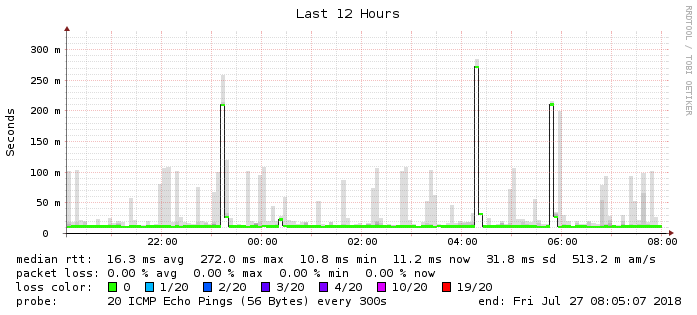 Last 12 Hours
RRDTOOL / TOBI OETIKER
Seconds
300 m
250 m
200 m
150 m
100 m
50 m
0
22:00 00:00 02:00 04:00 06:00 08:00
median rtt: 16.3 ms avg 272.0 ms max 10.8 ms min 11.2 ms now 31.8 ms sd 513.2 m am/s
packet loss: 0.00 % avg 0.00 % max 0.00 % min 0.00 % now
loss color: 0 1/20 2/20 3/20 4/20 10/20 19/20
probe: 20 ICMP Echo Pings (56 Bytes) every 300s end: Fri Jul 27 08:05:07 2018